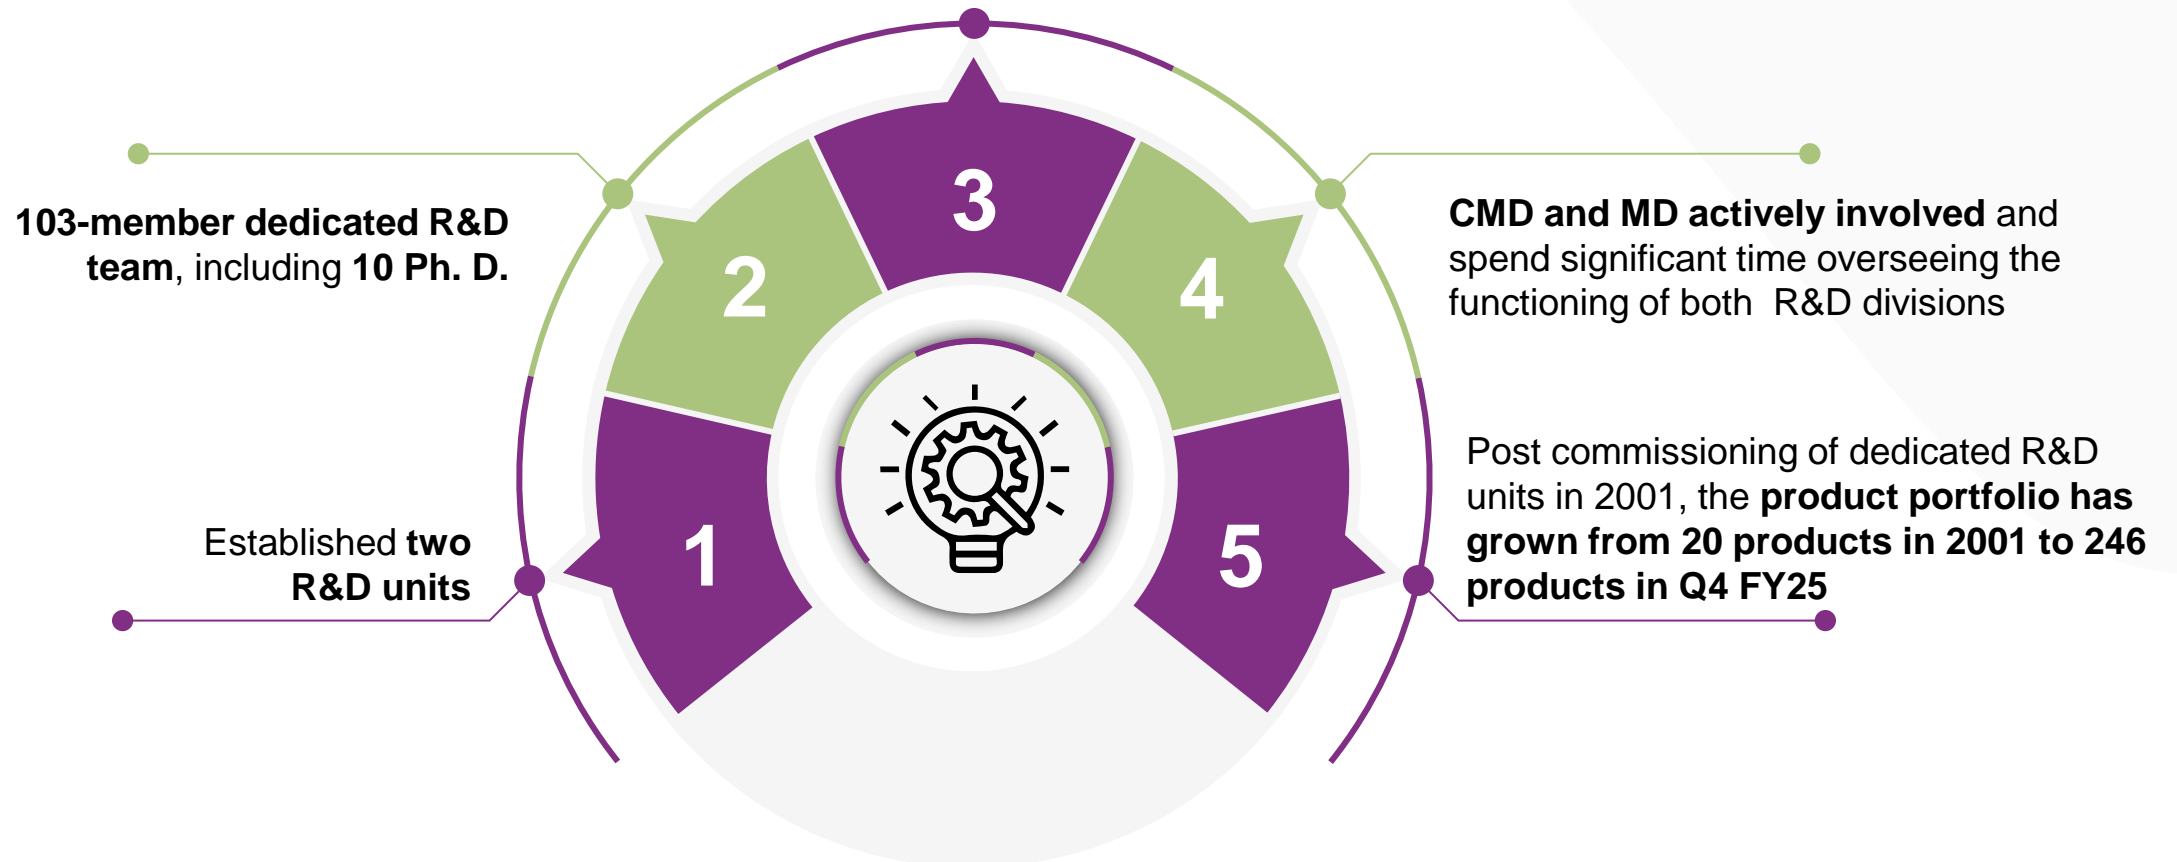 3
103-member dedicated R&D
team, including 10 Ph. D.
2
4
CMD and MD actively involved and
spend significant time overseeing the
functioning of both  R&D divisions
Established two
R&D units
1
5
Post commissioning of dedicated R&D
units in 2001, the product portfolio has
grown from 20 products in 2001 to 246
products in Q4 FY25